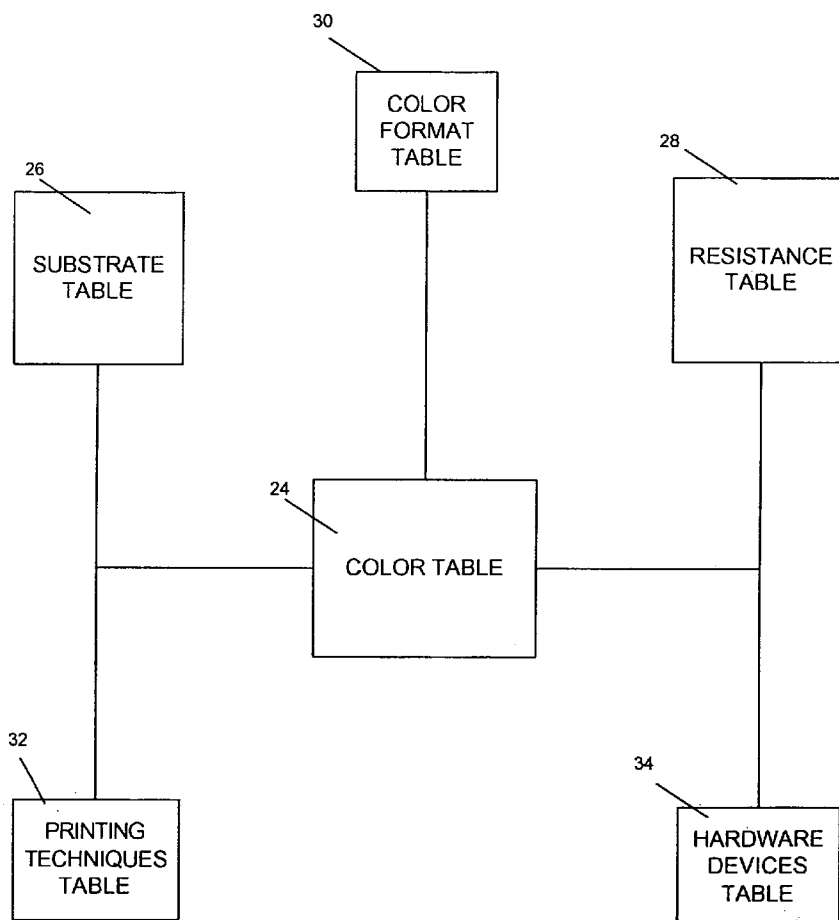 30
COLOR
FORMAT
TABLE
28
26
SUBSTRATE
TABLE
RESISTANCE
TABLE
24
COLOR TABLE
32
PRINTING
TECHNIQUES
TABLE
34
HARDWARE
DEVICES
TABLE